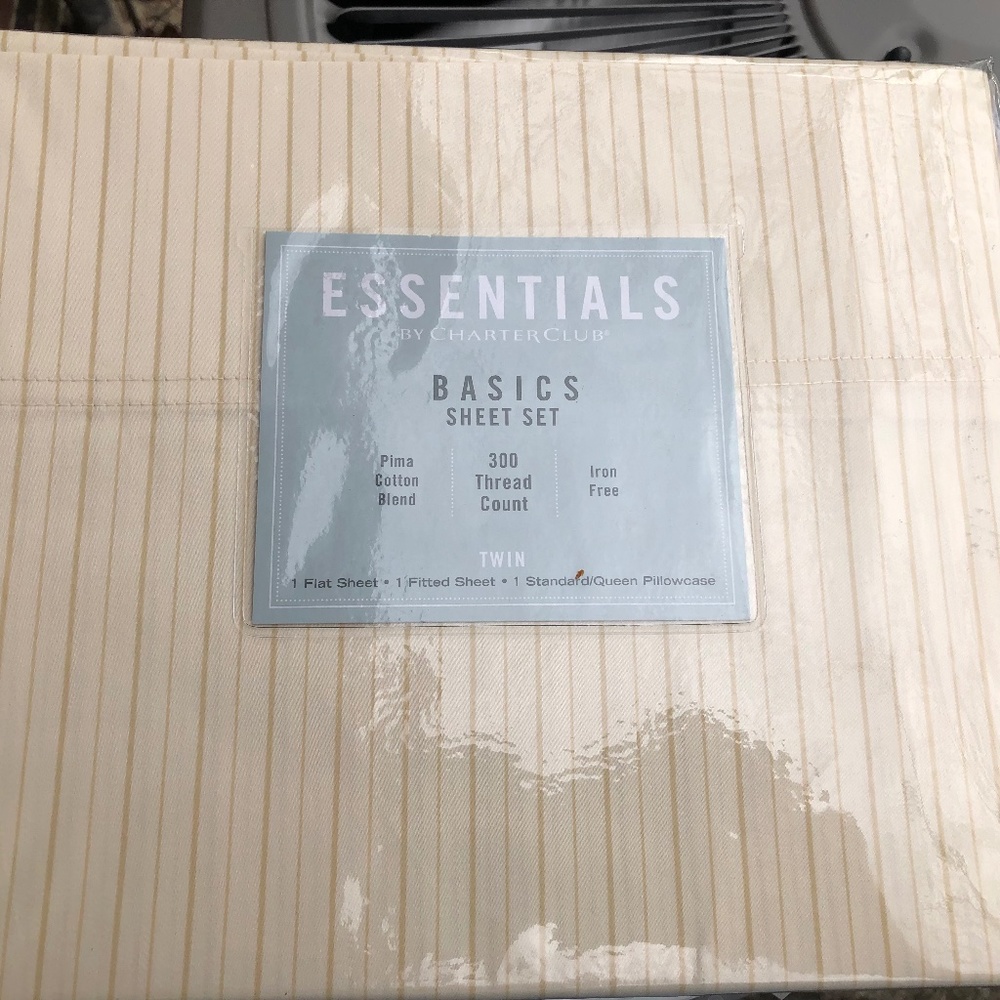 ESSENTIALS
BY CHARTER CLUB®
BASICS
SHEET SET
Pima
Cotton
Blend
300
Thread
Count
Iron
Free
TWIN
1 Flat Sheet • 1 Fitted Sheet • 1 Standard/Queen Pillowcase